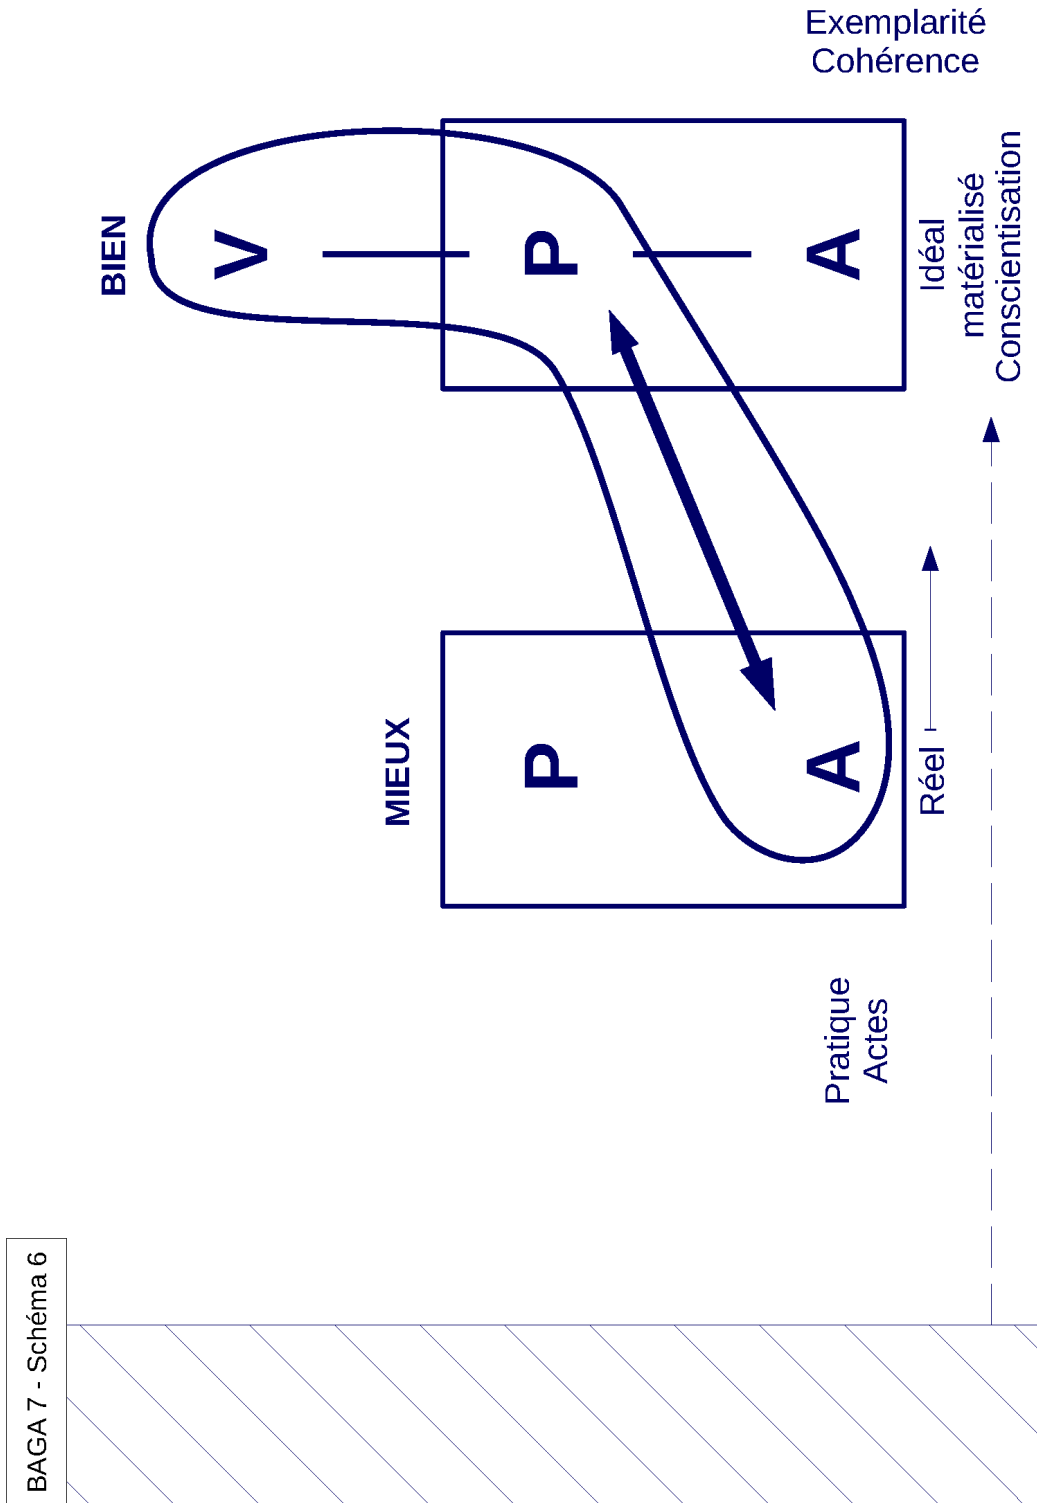 BAGA 7 - Schéma 6
BIEN
V
MIEUX
P
P
A
A
Pratique
Actes
Réel
Idéal
matérialisé
Conscientisation
Exemplarité
Cohérence